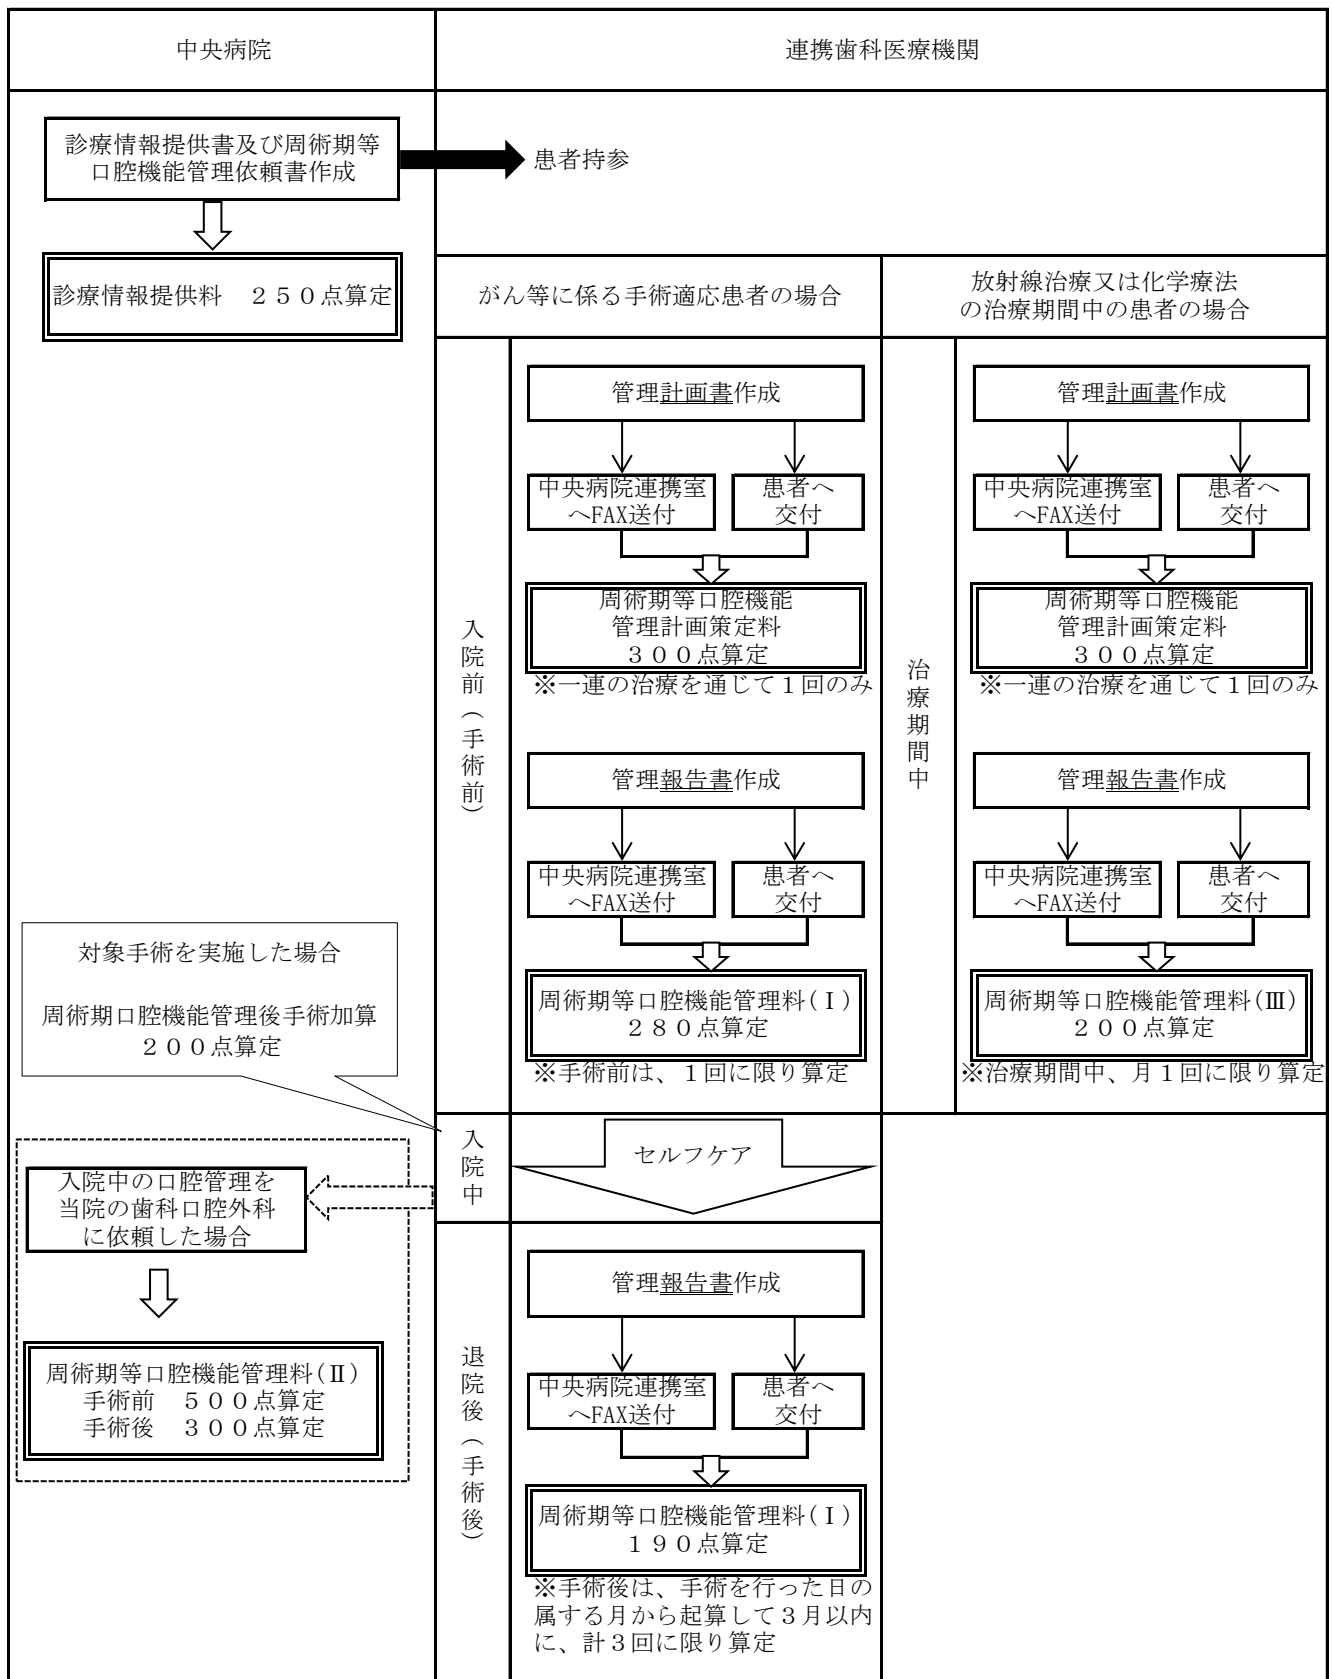 中央病院
連携歯科医療機関
診療情報提供書及び周術期等
口腔機能管理依頼書作成
患者持参
診療情報提供料　２５０点算定
がん等に係る手術適応患者の場合
放射線治療又は化学療法
の治療期間中の患者の場合
入院前（手術前）
管理計画書作成
中央病院連携室
へFAX送付
患者へ
交付
周術期等口腔機能
管理計画策定料
３００点算定
※一連の治療を通じて１回のみ
管理報告書作成
中央病院連携室
へFAX送付
患者へ
交付
周術期等口腔機能管理料(Ⅰ)
２８０点算定
※手術前は、１回に限り算定
治療期間中
管理計画書作成
中央病院連携室
へFAX送付
患者へ
交付
周術期等口腔機能
管理計画策定料
３００点算定
※一連の治療を通じて１回のみ
管理報告書作成
中央病院連携室
へFAX送付
患者へ
交付
周術期等口腔機能管理料(Ⅲ)
２００点算定
※治療期間中、月１回に限り算定
対象手術を実施した場合
周術期口腔機能管理後手術加算
２００点算定
入院中
セルフケア
入院中の口腔管理を
当院の歯科口腔外科
に依頼した場合
周術期等口腔機能管理料(Ⅱ)
手術前　５００点算定
手術後　３００点算定
退院後（手術後）
管理報告書作成
中央病院連携室
へFAX送付
患者へ
交付
周術期等口腔機能管理料(Ⅰ)
１９０点算定
※手術後は、手術を行った日の
属する月から起算して３月以内
に、計３回に限り算定